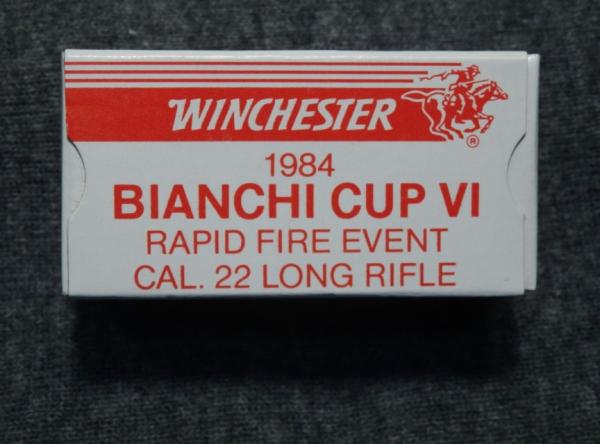 WINCHESTER
®
1984
BIANCHI CUP VI
RAPID FIRE EVENT
CAL. 22 LONG RIFLE